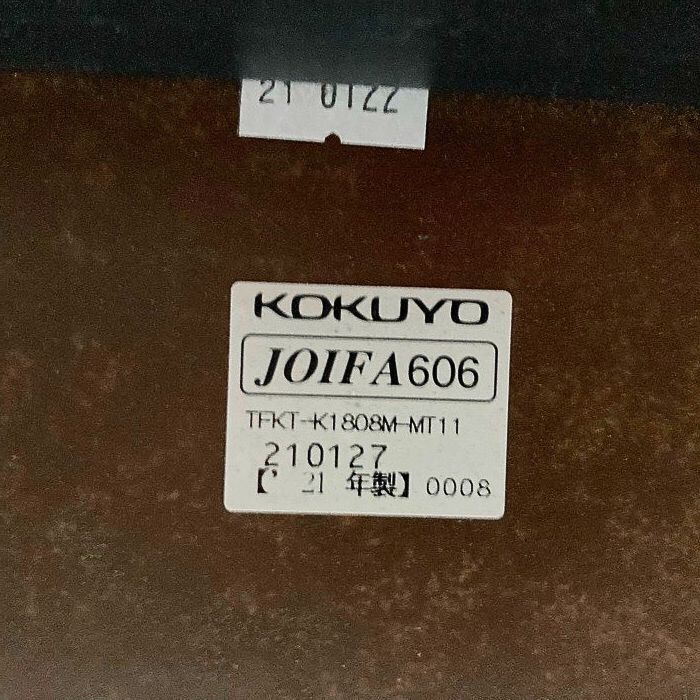 21 0122
KOKUYO
JOIFA606
TFKT-K1808M-MT11
210127
【' 21 年製】0008